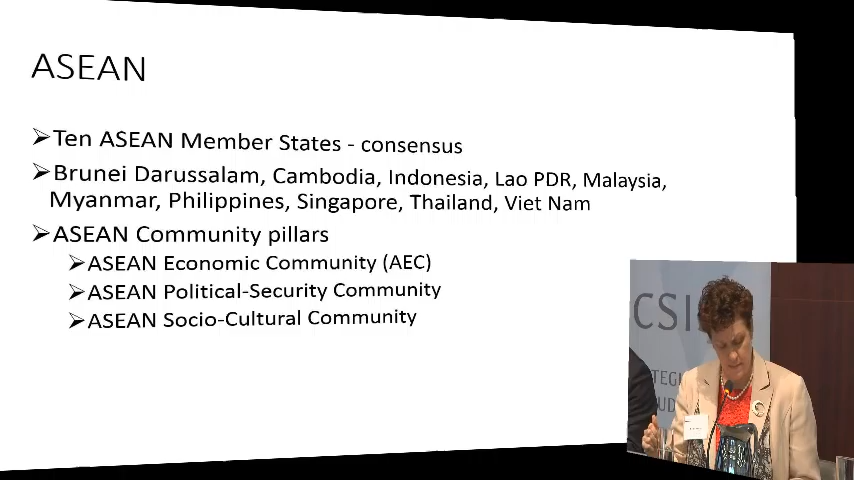 ASEAN
➢Ten ASEAN Member States - consensus
➢Brunei Darussalam, Cambodia, Indonesia, Lao PDR, Malaysia,
Myanmar, Philippines, Singapore, Thailand, Viet Nam
➢ASEAN Community pillars
➢ASEAN Economic Community (AEC)
➢ASEAN Political-Security Community
➢ASEAN Socio-Cultural Community
CSI